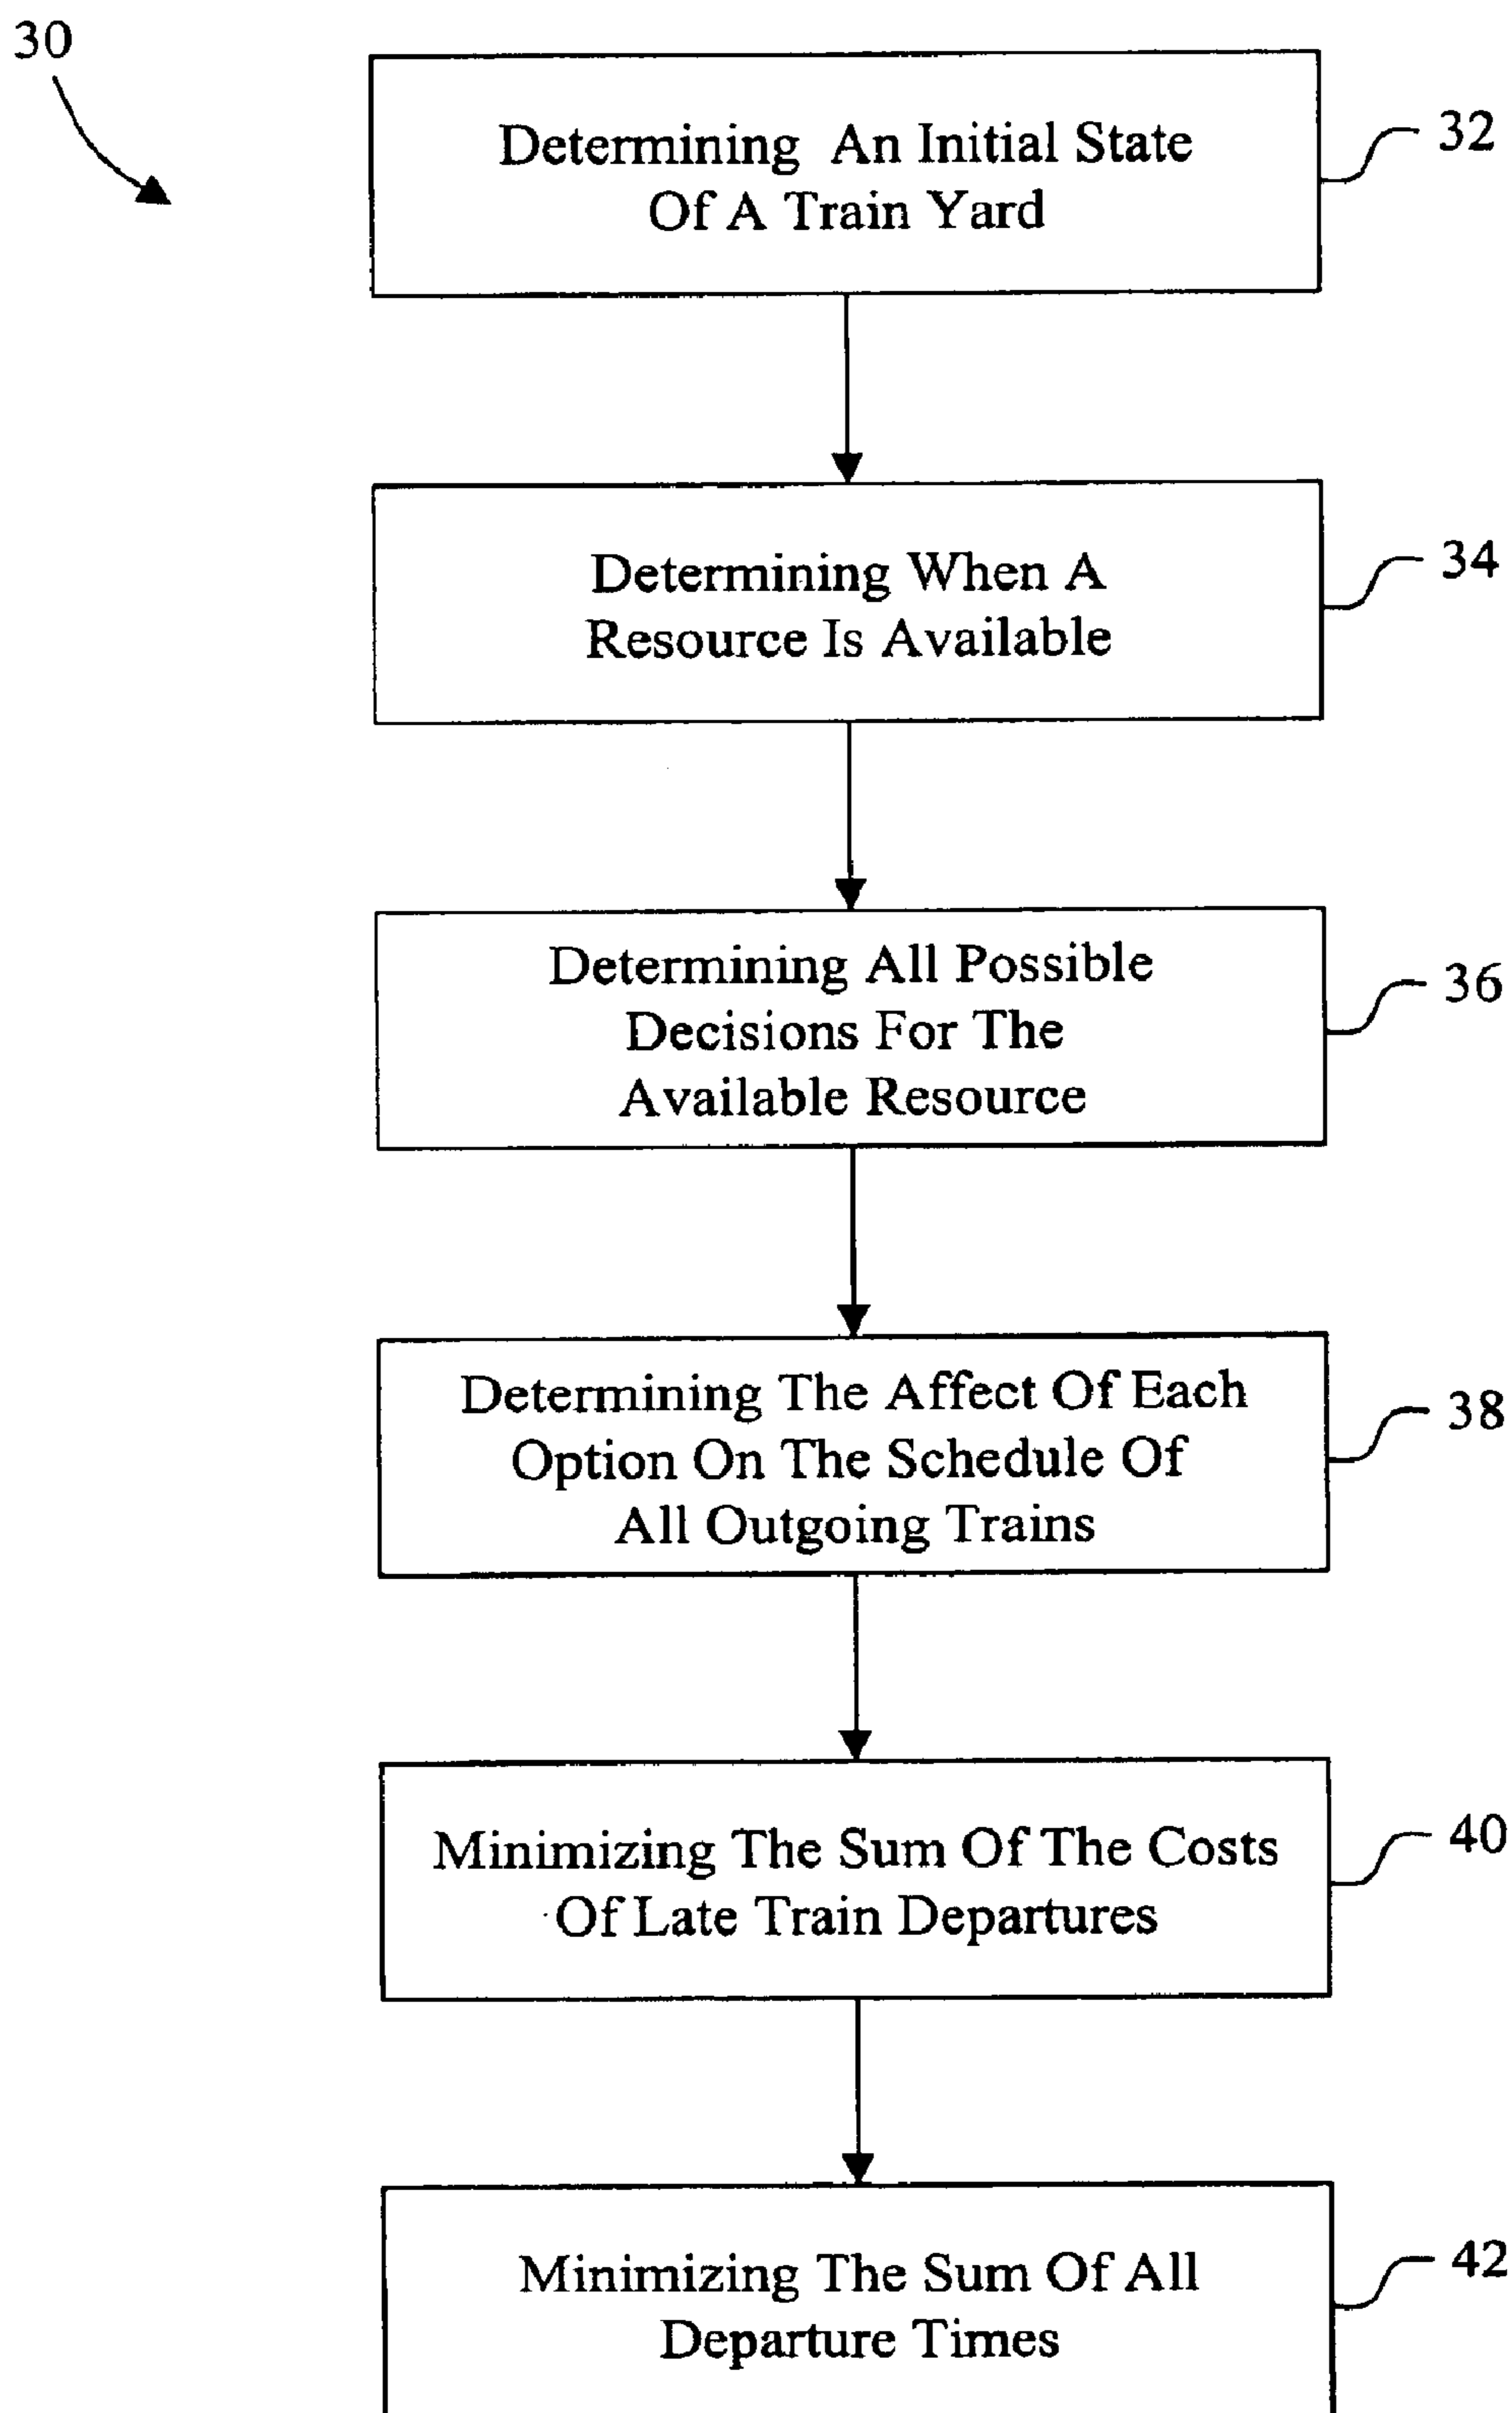 30
Determining An Initial State
Of A Train Yard
32
Determining When A
Resource Is Available
34
Determining All Possible
Decisions For The
Available Resource
36
Determining The Affect Of Each
Option On The Schedule Of
All Outgoing Trains
38
Minimizing The Sum Of The Costs
Of Late Train Departures
40
Minimizing The Sum Of All
Departure Times
42